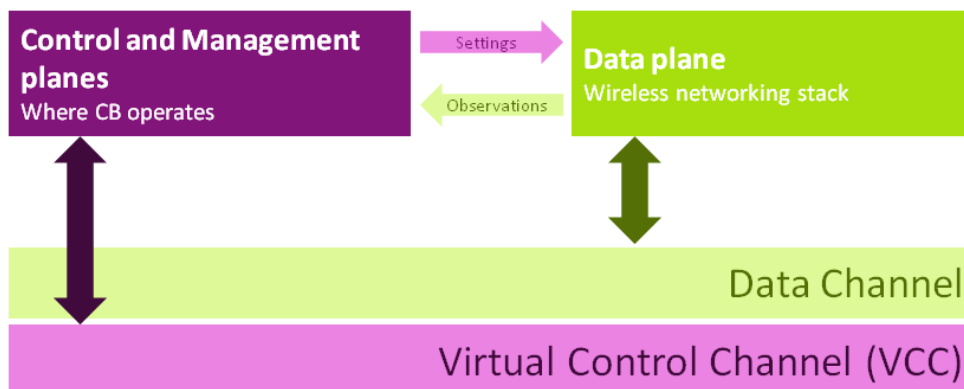 Control and Management
planes
Where CB operates
Settings
Observations
Data plane
Wireless networking stack
Data Channel
Virtual Control Channel (VCC)